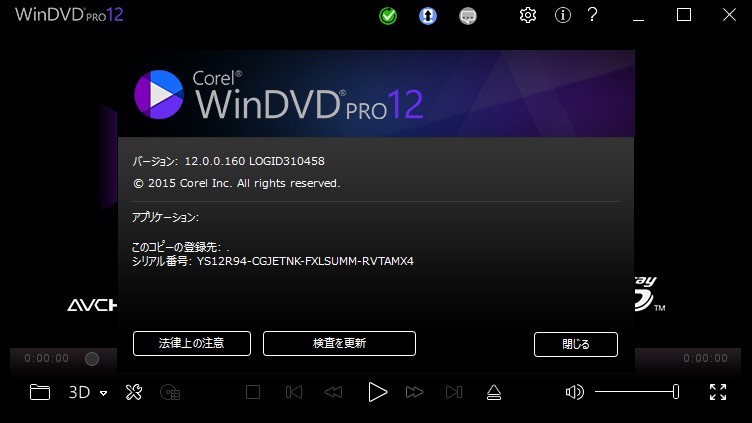 WinDVD PRO 12
Corel®
WinDVD® PRO 12
バージョン: 12.0.0.160 LOGID310458
© 2015 Corel Inc. All rights reserved.
アプリケーション:
このコピーの登録先: .
シリアル番号: YS12R94-CGJETNK-FXLSUMM-RVTAMX4
AVCH
ray
TM
法律上の注意
検査を更新
閉じる
0:00:00
0:00:00
3D